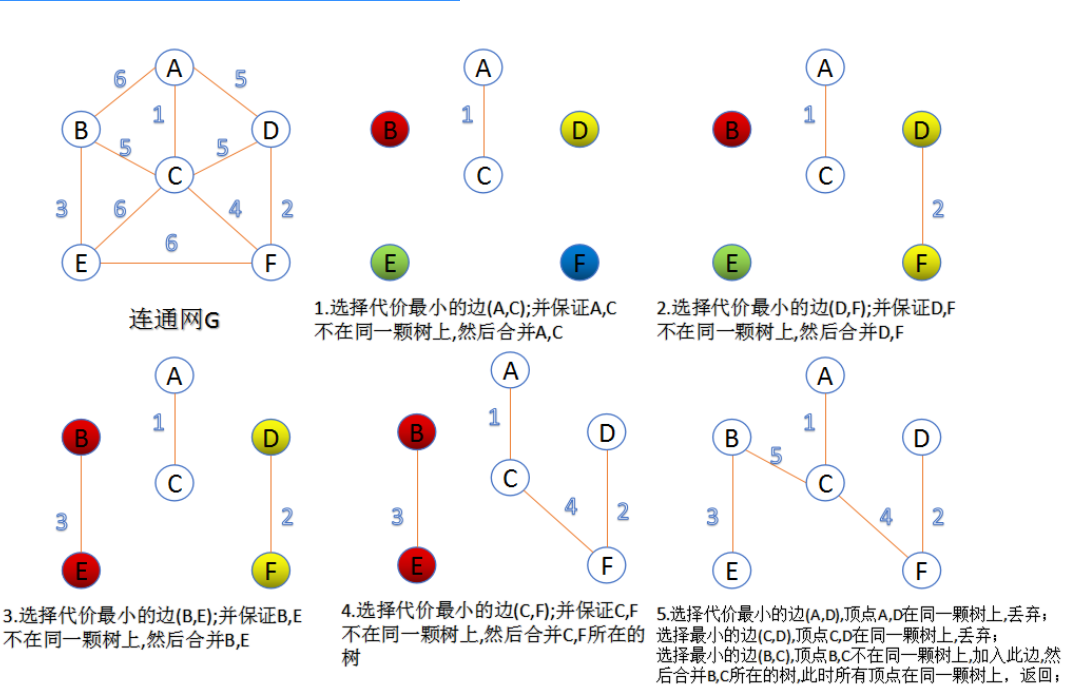 A
6
5
B
1
D
5
5
C
3
6
4
2
6
E
F
连通网G
A
1
B
D
C
E
F
1.选择代价最小的边(A,C);并保证A,C
不在同一颗树上,然后合并A,C
A
1
B
D
C
2
E
F
2.选择代价最小的边(D,F);并保证D,F
不在同一颗树上,然后合并D,F
A
1
B
D
C
3
2
E
F
3.选择代价最小的边(B,E);并保证B,E
不在同一颗树上,然后合并B,E
A
1
B
D
C
4
3
2
E
F
4.选择代价最小的边(C,F);并保证C,F
不在同一颗树上,然后合并C,F所在的
树
A
1
B
D
5
C
3
4
2
E
F
5.选择代价最小的边(A,D),顶点A,D在同一颗树上,丢弃;
选择最小的边(C,D),顶点C,D在同一颗树上,丢弃;
选择最小的边(B,C),顶点B,C不在同一颗树上,加入此边,然
后合并B,C所在的树,此时所有顶点在同一颗树上，返回;